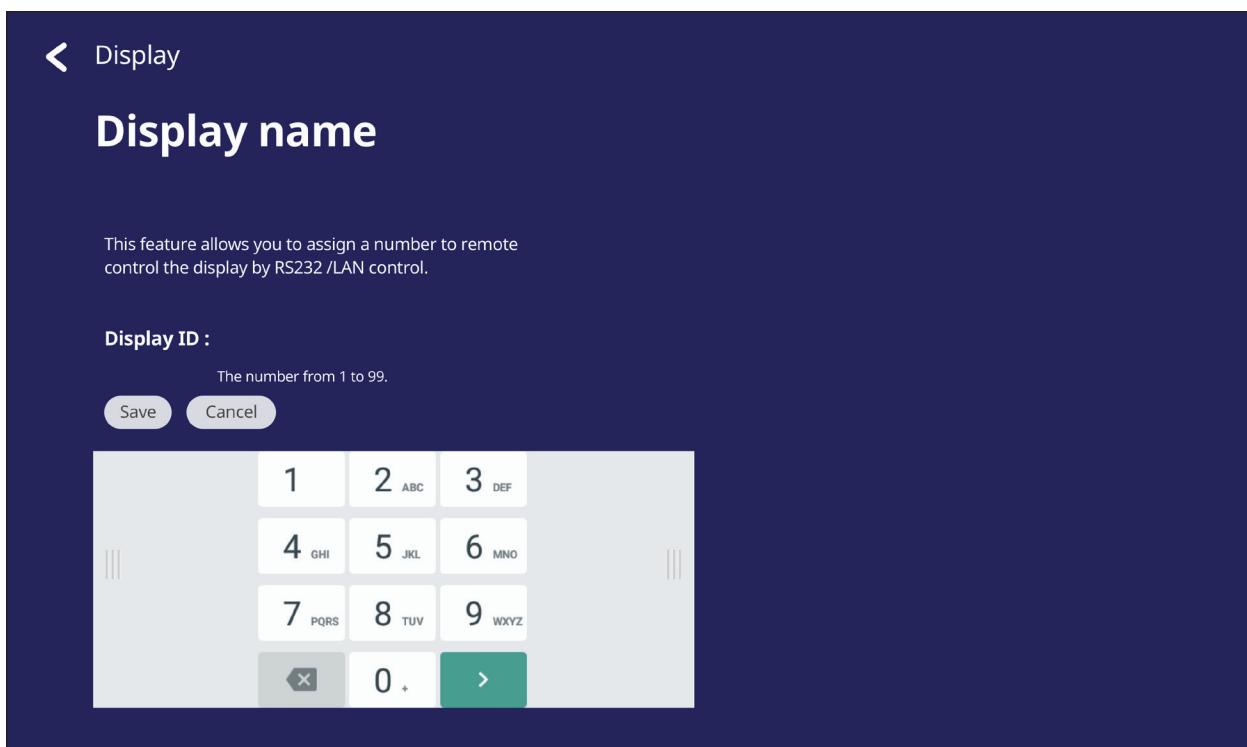 Display
Display name
This feature allows you to assign a number to remote
control the display by RS232 /LAN control.
Display ID :
The number from 1 to 99.
Save Cancel
1 2 ABC 3 DEF
4 GHI 5 JKL 6 MNO
7 PQRS 8 TUV 9 WXYZ
0 +